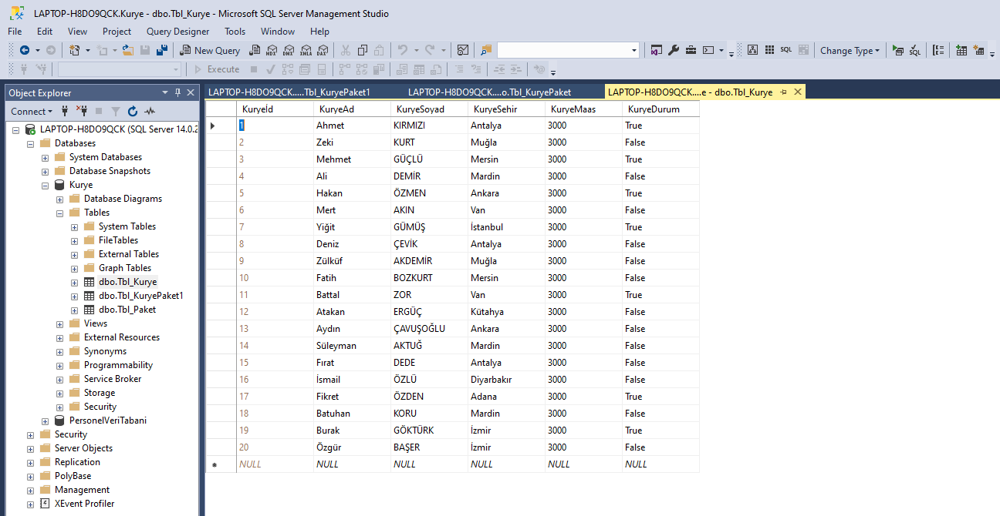 LAPTOP-H8DO9QCK.Kurye - dbo.Tbl_Kurye - Microsoft SQL Server Management Studio
File Edit View Project Query Designer Tools Window Help
New Query MDX DMX XMLA DAX SQL Change Type SQL
Execute
Object Explorer
Connect
LAPTOP-H8DO9QCK (SQL Server 14.0.2
Databases
System Databases
Database Snapshots
Kurye
Database Diagrams
Tables
System Tables
FileTables
External Tables
Graph Tables
dbo.Tbl_Kurye
dbo.Tbl_KuryePaket1
dbo.Tbl_Paket
Views
External Resources
Synonyms
Programmability
Service Broker
Storage
Security
PersonelVeriTabani
Security
Server Objects
Replication
PolyBase
Management
XEvent Profiler
LAPTOP-H8DO9QCK.....Tbl_KuryePaket1 LAPTOP-H8DO9QCK....o.Tbl_KuryePaket LAPTOP-H8DO9QCK....e - dbo.Tbl_Kurye
Kuryeİd KuryeAd KuryeSoyad KuryeSehir KuryeMaas KuryeDurum
1 Ahmet KIRMIZI Antalya 3000 True
2 Zeki KURT Muğla 3000 False
3 Mehmet GÜÇLÜ Mersin 3000 True
4 Ali DEMİR Mardin 3000 False
5 Hakan ÖZMEN Ankara 3000 True
6 Mert AKIN Van 3000 False
7 Yiğit GÜMÜŞ İstanbul 3000 True
8 Deniz ÇEVİK Antalya 3000 False
9 Zülküf AKDEMİR Muğla 3000 False
10 Fatih BOZKURT Mersin 3000 False
11 Battal ZOR Van 3000 True
12 Atakan ERGÜÇ Kütahya 3000 False
13 Aydın ÇAVUŞOĞLU Ankara 3000 False
14 Süleyman AKTUĞ Mardin 3000 False
15 Fırat DEDE Antalya 3000 False
16 İsmail ÖZLÜ Diyarbakır 3000 False
17 Fikret ÖZDEN Adana 3000 True
18 Batuhan KORU Mardin 3000 False
19 Burak GÖKTÜRK İzmir 3000 True
20 Özgür BAŞER İzmir 3000 False
NULL NULL NULL NULL NULL NULL